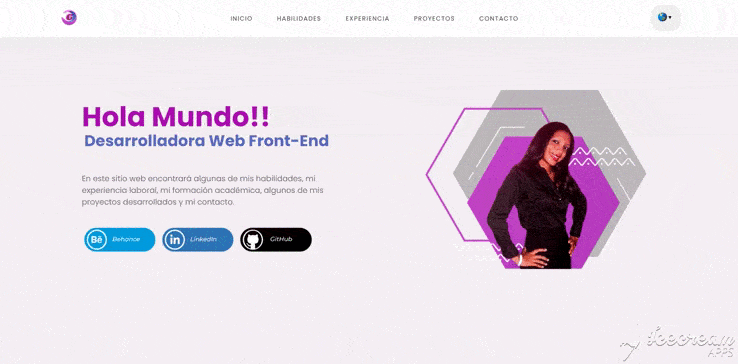 INICIO
HABILIDADES
EXPERIENCIA
PROYECTOS
CONTACTO
Hola Mundo!!
Desarrolladora Web Front-End
En este sitio web encontrará algunas de mis habilidades, mi
experiencia laboral, mi formación académica, algunos de mis
proyectos desarrollados y mi contacto.
Bē Behance
in LinkedIn
GitHub
Icecream
APPS